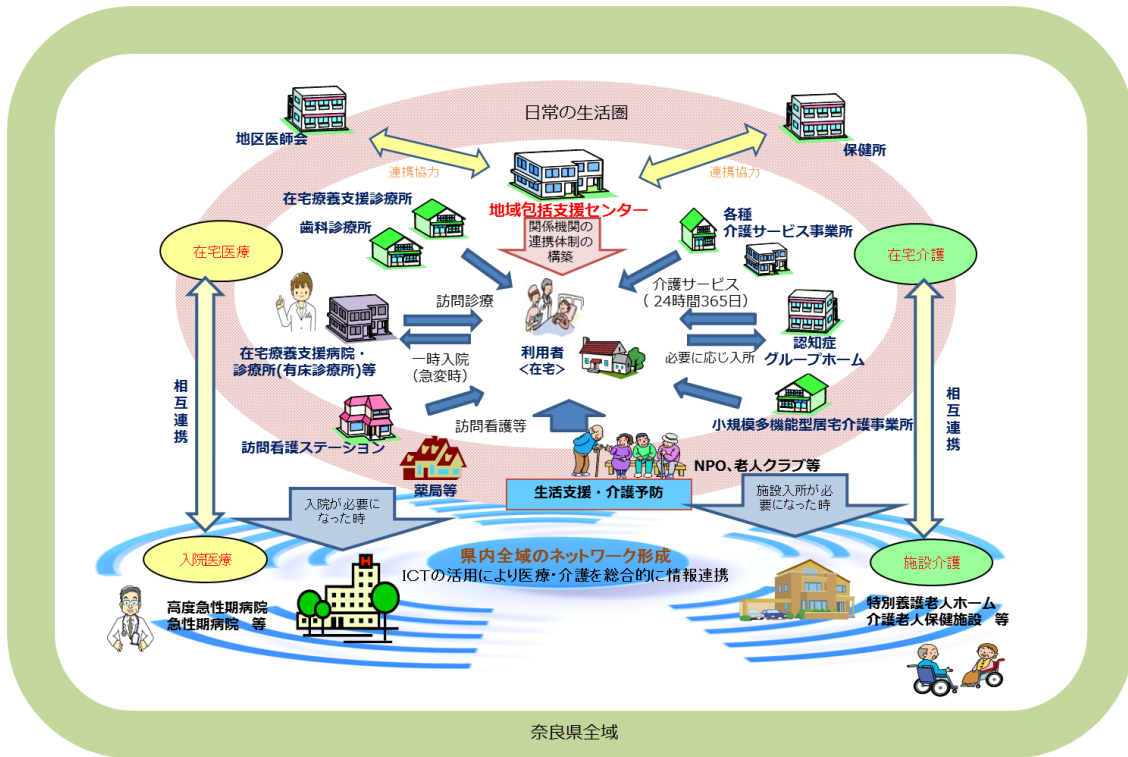 日常の生活圏
地区医師会
保健所
連携協力
連携協力
在宅療養支援診療所
歯科診療所
地域包括支援センター
関係機関の
連携体制の
構築
各種
介護サービス事業所
在宅医療
在宅介護
訪問診療
介護サービス
(24時間365日)
在宅療養支援病院・
診療所(有床診療所)等
一時入院
(急変時)
利用者
<在宅>
必要に応じ入所
認知症
グループホーム
相互連携
相互連携
訪問看護ステーション
訪問看護等
小規模多機能型居宅介護事業所
薬局等
NPO、老人クラブ等
生活支援・介護予防
入院が必要に
なった時
施設入所が必
要になった時
入院医療
施設介護
県内全域のネットワーク形成
ICTの活用により医療・介護を総合的に情報連携
高度急性期病院
急性期病院 等
H
特別養護老人ホーム
介護老人保健施設 等
奈良県全域